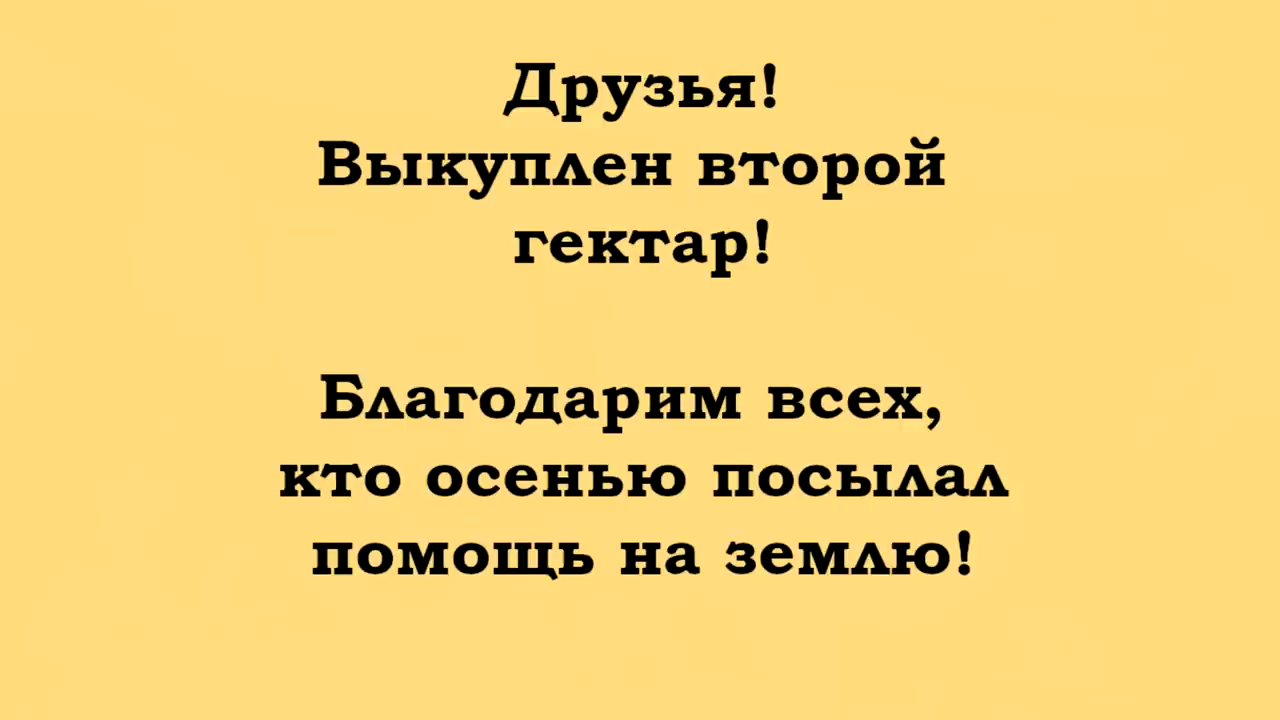 Друзья!
Выкуплен второй
гектар!
Благодарим всех,
кто осенью посылал
помощь на землю!